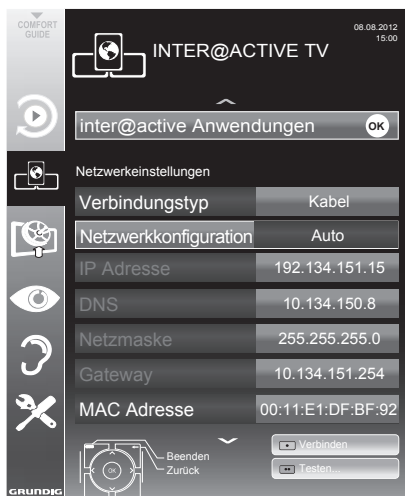 COMFORT
GUIDE
08.08.2012
15:00
INTER@ACTIVE TV
inter@active Anwendungen OK
Netzwerkeinstellungen
Verbindungstyp Kabel
Netzwerkkonfiguration Auto
IP Adresse 192.134.151.15
DNS 10.134.150.8
Netzmaske 255.255.255.0
Gateway 10.134.151.254
MAC Adresse 00:11:E1:DF:BF:92
Beenden
Zurück
OK
Verbinden
Testen...
GRUNDIG